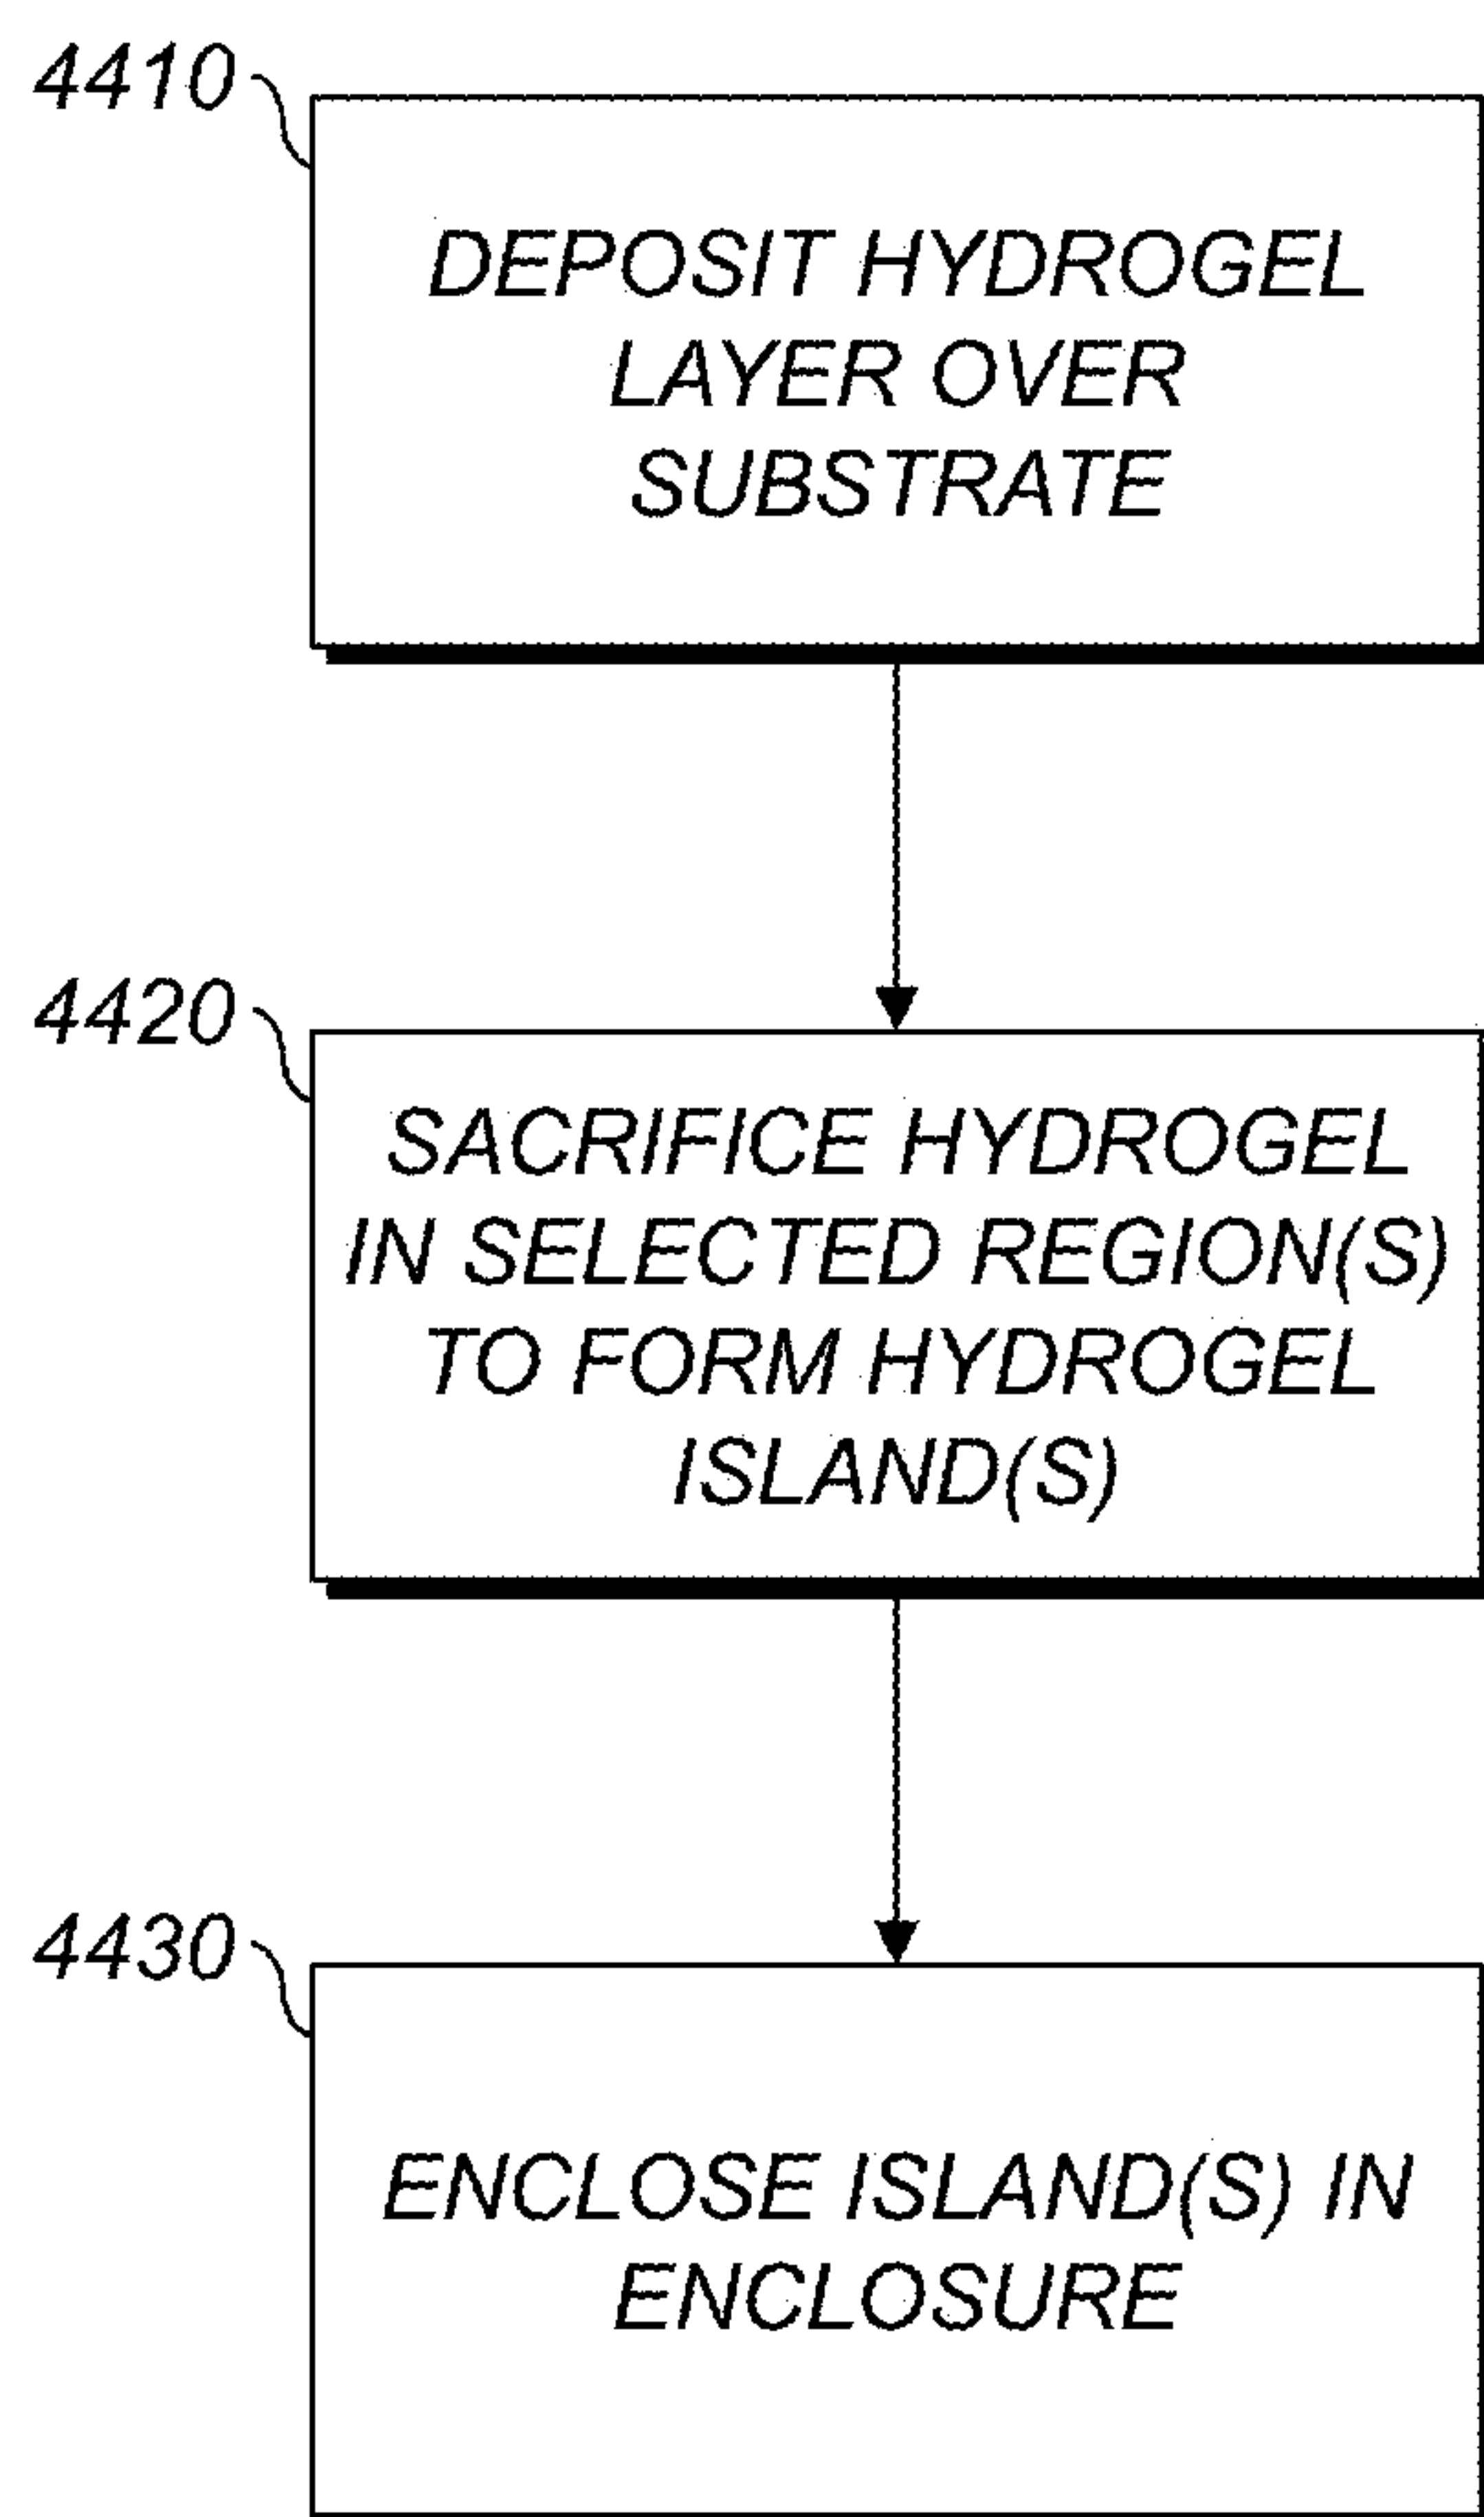 4410
DEPOSIT HYDROGEL
LAYER OVER
SUBSTRATE
4420
SACRIFICE HYDROGEL
IN SELECTED REGION(S)
TO FORM HYDROGEL
ISLAND(S)
4430
ENCLOSE ISLAND(S) IN
ENCLOSURE